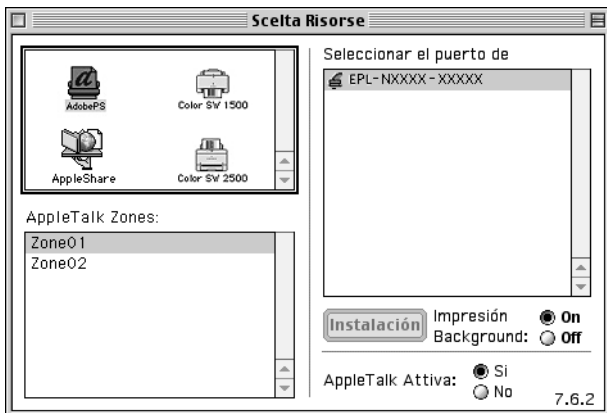 Scelta Risorse
AdobePS
Color SW 1500
AppleShare
Color SW 2500
AppleTalk Zones:
Zone01
Zone02
Seleccionar el puerto de
EPL-NXXXX-XXXXX
Instalación
Impresión
Background:
On
Off
AppleTalk Attiva:
Si
No
7.6.2